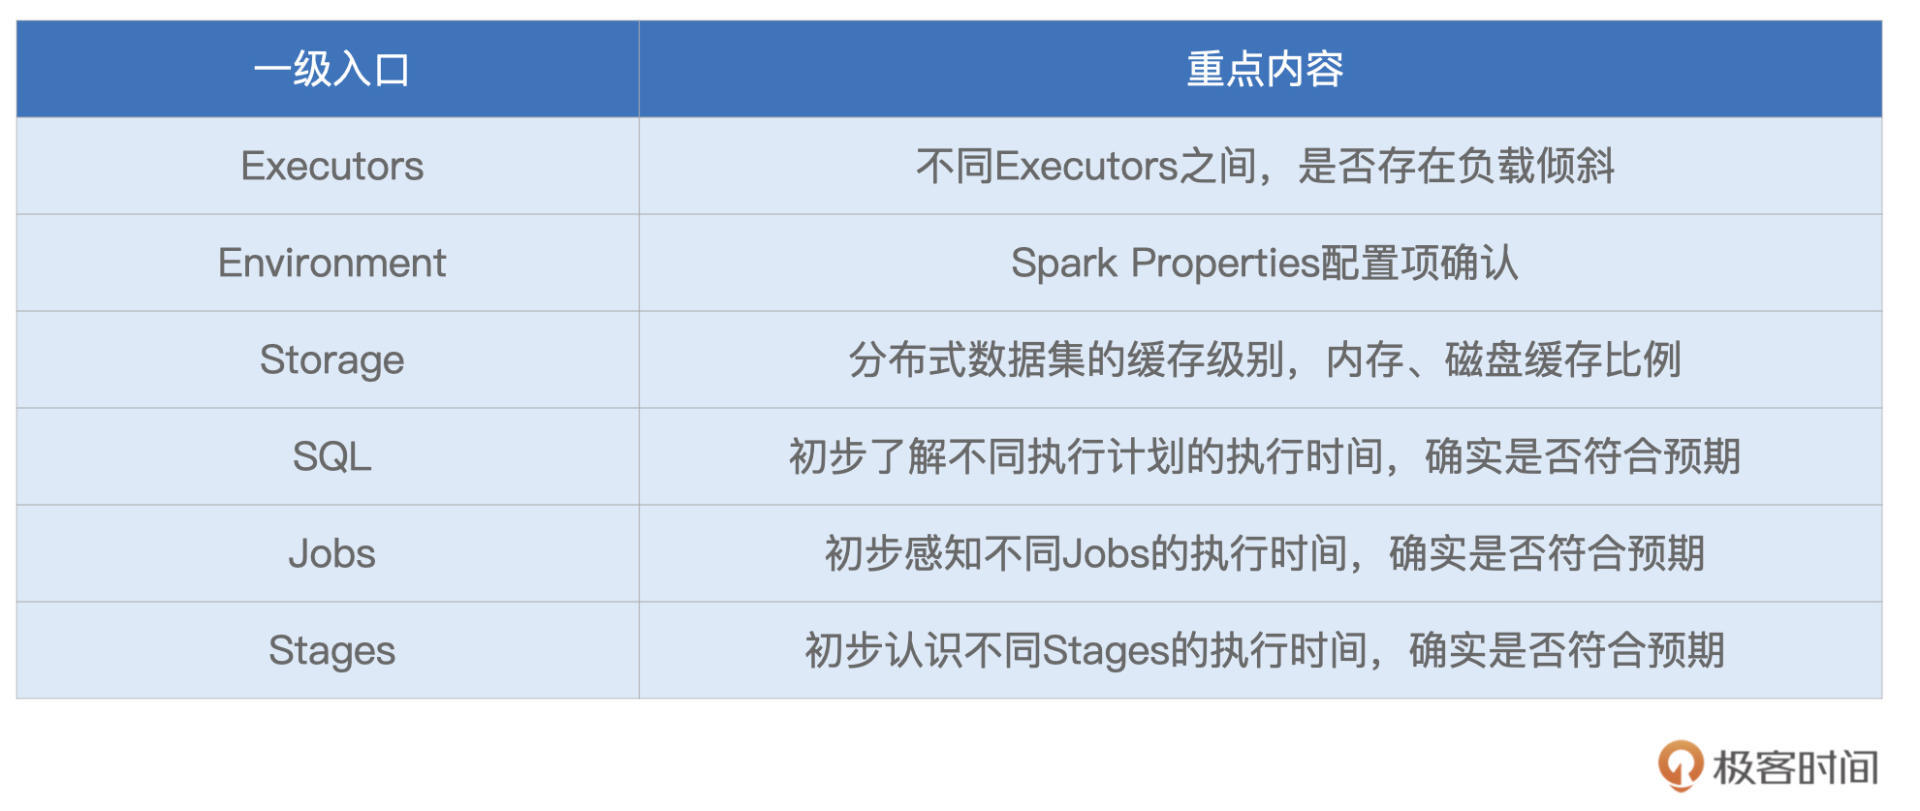 一级入口 重点内容
Executors 不同Executors之间，是否存在负载倾斜
Environment Spark Properties配置项确认
Storage 分布式数据集的缓存级别，内存、磁盘缓存比例
SQL 初步了解不同执行计划的执行时间，确实是否符合预期
Jobs 初步感知不同Jobs的执行时间，确实是否符合预期
Stages 初步认识不同Stages的执行时间，确实是否符合预期
极客时间